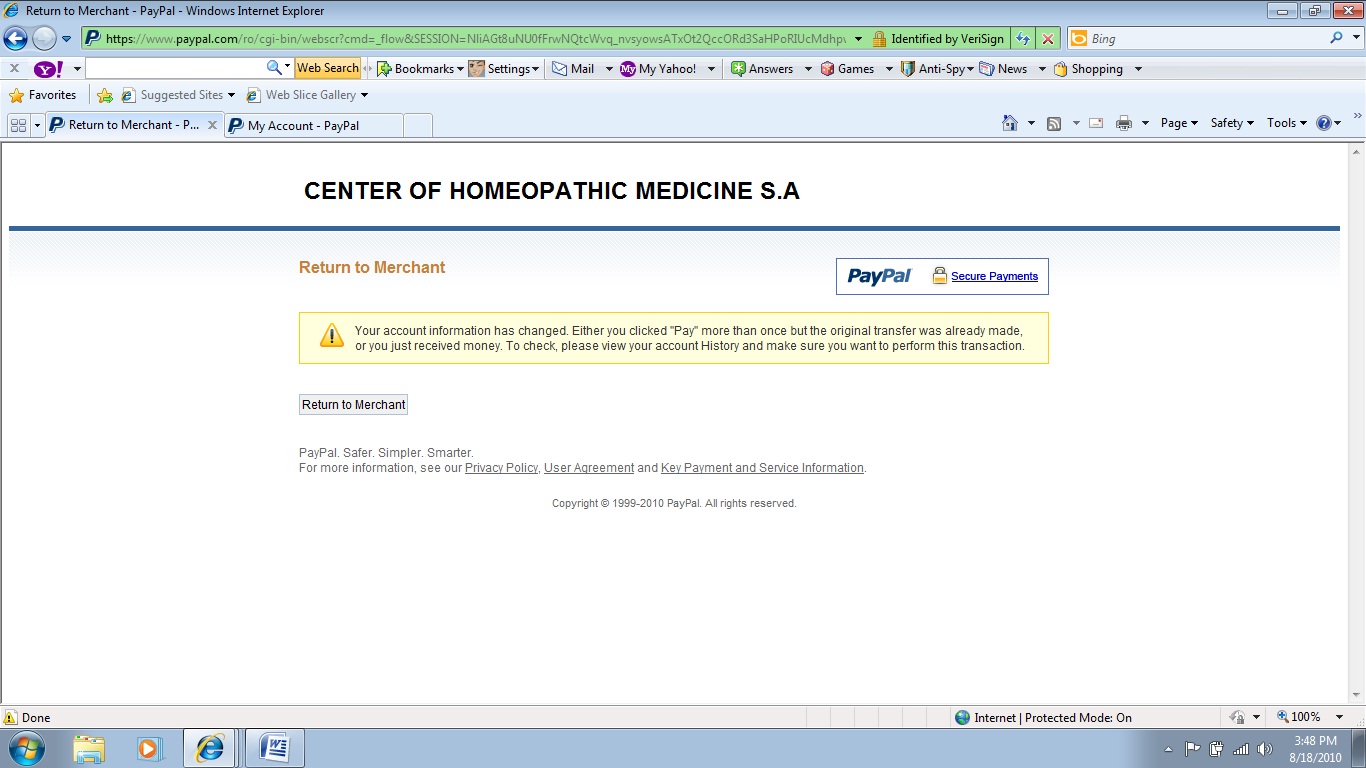 Return to Merchant - PayPal - Windows Internet Explorer
https://www.paypal.com/ro/cgi-bin/webscr?cmd=_flow&SESSION= Identified by VeriSign Bing
Y! Web Search Bookmarks Settings Mail My My Yahoo! Answers Games Anti-Spy News Shopping
Favorites Suggested Sites Web Slice Gallery
Return to Merchant - P... My Account - PayPal Page Safety Tools
CENTER OF HOMEOPATHIC MEDICINE S.A
Return to Merchant
PayPal Secure Payments
Your account information has changed. Either you clicked "Pay" more than once but the original transfer was already made,
or you just received money. To check, please view your account History and make sure you want to perform this transaction.
Return to Merchant
PayPal. Safer. Simpler. Smarter.
For more information, see our Privacy Policy, User Agreement and Key Payment and Service Information.
Copyright © 1999-2010 PayPal. All rights reserved.
Done Internet | Protected Mode: On 100%
3:48 PM
8/18/2010